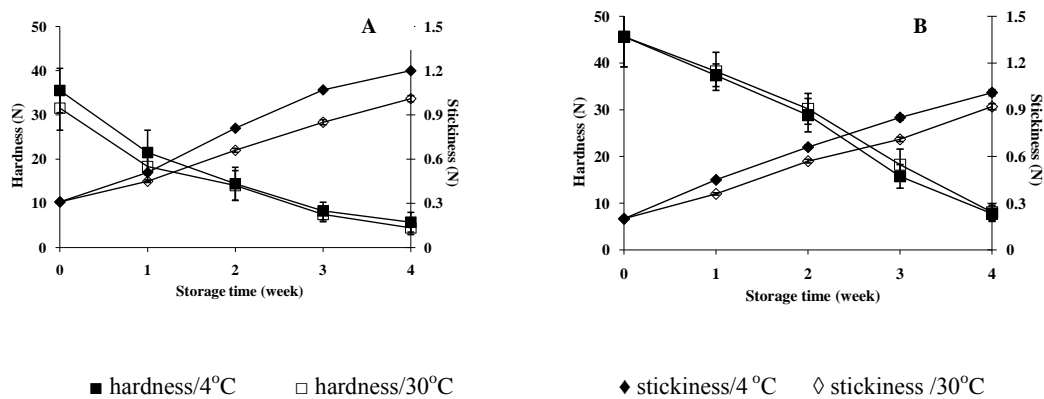 A
50
40
30
20
10
0
Hardness (N)
1.5
1.2
0.9
0.6
0.3
0
Stickiness (N)
0 1 2 3 4
Storage time (week)
B
50
40
30
20
10
0
Hardness (N)
1.5
1.2
0.9
0.6
0.3
0
Stickiness (N)
0 1 2 3 4
Storage time (week)
■ hardness/4°C □ hardness/30°C ◆ stickiness/4 °C ◇ stickiness /30°C